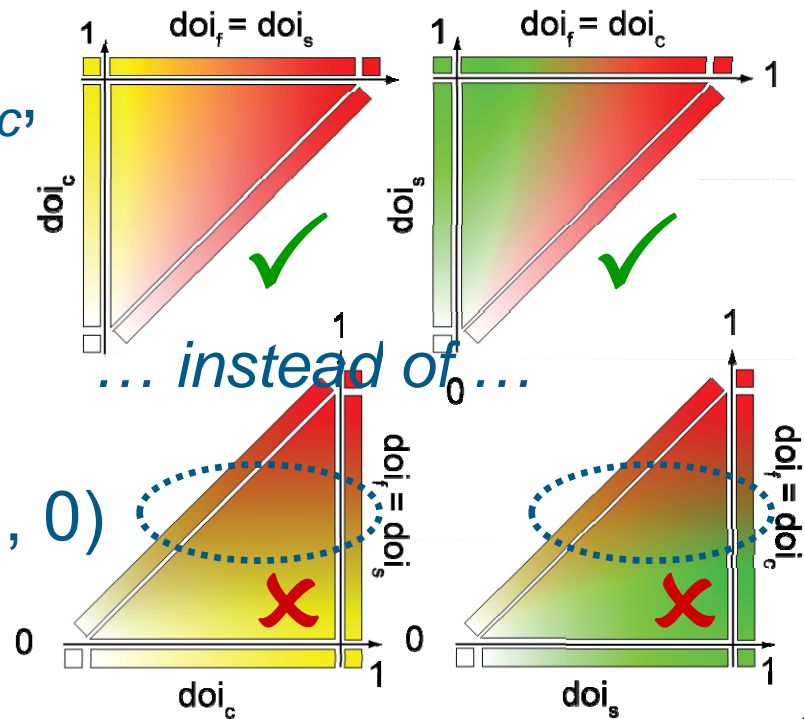 1
doi_f = doi_s
doi_c
c,
1
doi_f = doi_c
1
doi_s
… instead of …
1
doi_f = doi_s
, 0)
0
1
doi_c
1
0
doi_f = doi_c
0
1
doi_s